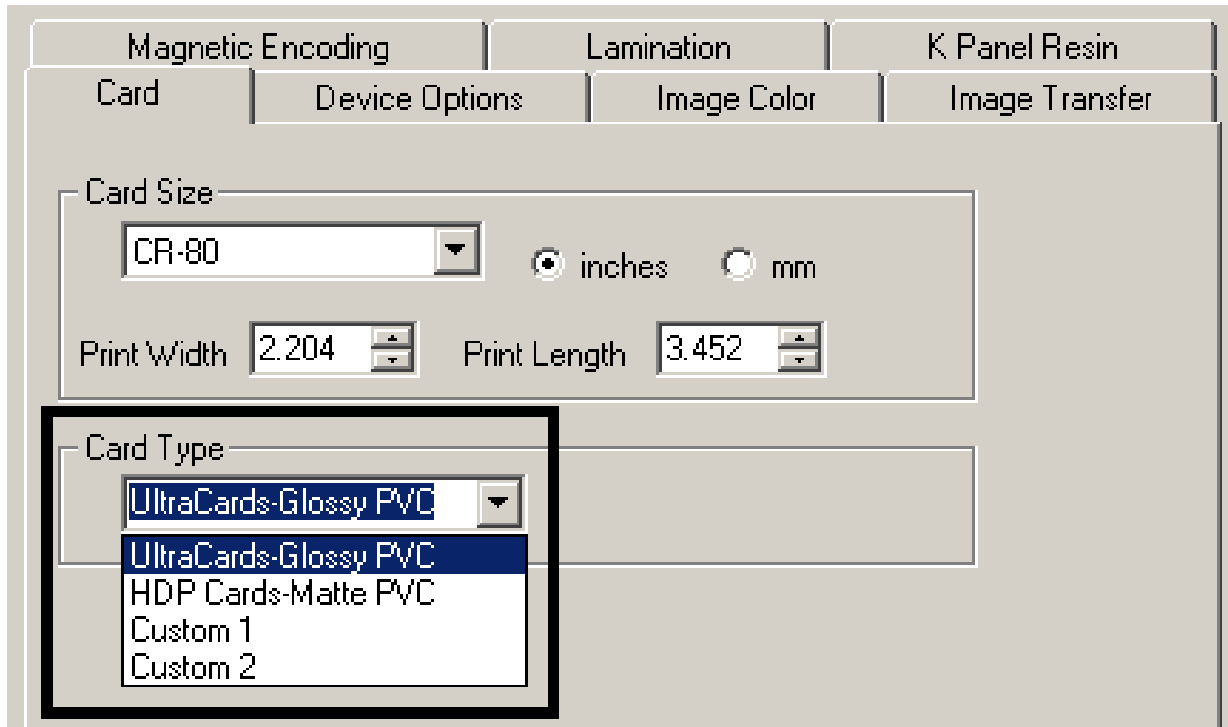 Magnetic Encoding Lamination K Panel Resin
Card Device Options Image Color Image Transfer
Card Size
CR-80 inches mm
Print Width 2.204 Print Length 3.452
Card Type
UltraCards-Glossy PVC
UltraCards-Glossy PVC
HDP Cards-Matte PVC
Custom 1
Custom 2